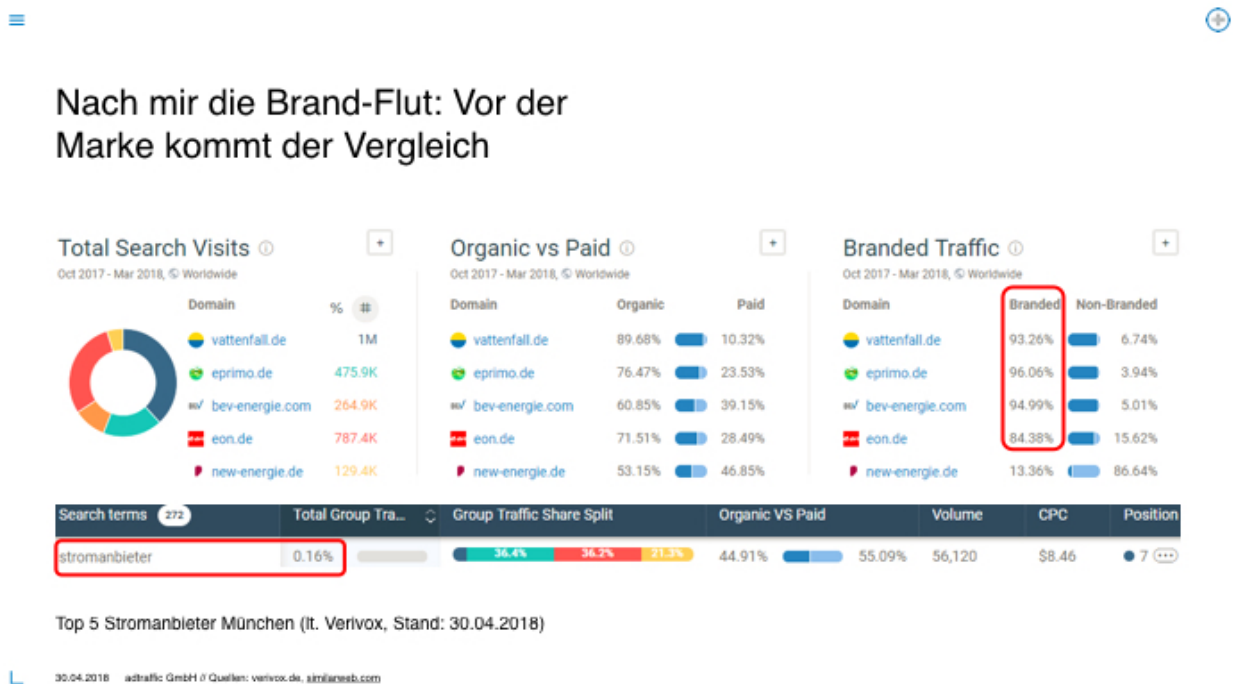 Nach mir die Brand-Flut: Vor der
Marke kommt der Vergleich
Total Search Visits
Oct 2017 - Mar 2018, Worldwide
Domain % #
vattenfall.de 1M
eprimo.de 475.9K
bev-energie.com 264.9K
eon.de 787.4K
new-energie.de 129.4K
Organic vs Paid
Oct 2017 - Mar 2018, Worldwide
Domain Organic Paid
vattenfall.de 89.68% 10.32%
eprimo.de 76.47% 23.53%
bev-energie.com 60.85% 39.15%
eon.de 71.51% 28.49%
new-energie.de 53.15% 46.85%
Branded Traffic
Oct 2017 - Mar 2018, Worldwide
Domain Branded Non-Branded
vattenfall.de 93.26% 6.74%
eprimo.de 96.06% 3.94%
bev-energie.com 94.99% 5.01%
eon.de 84.38% 15.62%
new-energie.de 13.36% 86.64%
Search terms 272 Total Group Tra... Group Traffic Share Split Organic VS Paid Volume CPC Position
stromanbieter 0.16% 36.4% 36.2% 21.3% 44.91% 55.09% 56,120 $8.46 7
Top 5 Stromanbieter München (lt. Verivox, Stand: 30.04.2018)
30.04.2018 adtraffic GmbH // Quellen: verivox.de, similarweb.com